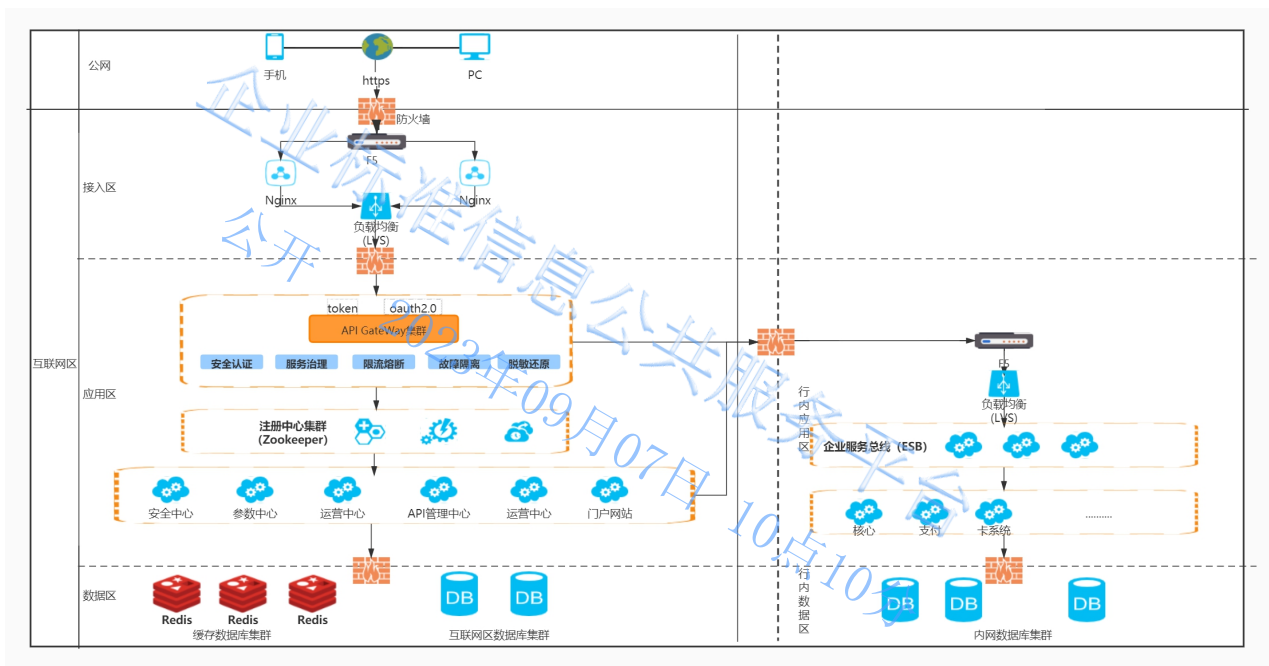 公网
手机
https
PC
防火墙
F5
接入区
Nginx
Nginx
负载均衡
(LVS)
互联网区
token
oauth2.0
API GateWay集群
安全认证
服务治理
限流熔断
故障隔离
脱敏还原
应用区
注册中心集群
(Zookeeper)
安全中心
参数中心
运营中心
API管理中心
运营中心
门户网站
数据区
Redis
Redis
Redis
缓存数据库集群
DB
DB
互联网区数据库集群
F5
负载均衡
(LVS)
行内应用区
企业服务总线（ESB)
核心
支付
卡系统
..........
行内数据区
DB
DB
DB
内网数据库集群
企业标准信息公共服务平台
公开
2023年09月07日 10点10分